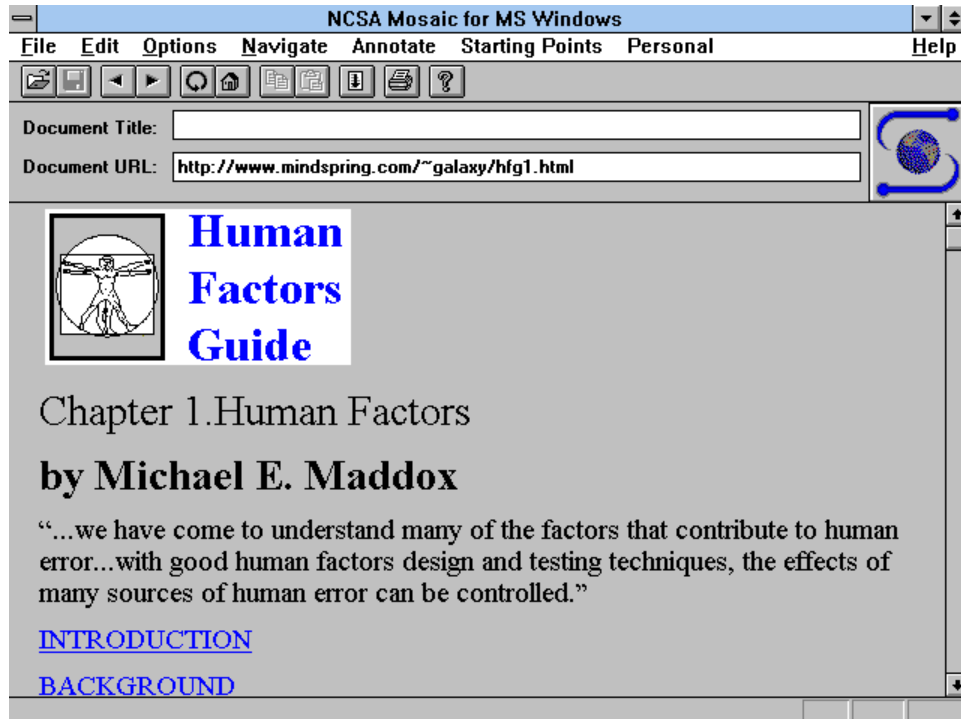 NCSA Mosaic for MS Windows
File Edit Options Navigate Annotate Starting Points Personal Help
Document Title:
Document URL: http://www.mindspring.com/~galaxy/hfg1.html
Human
Factors
Guide
Chapter 1.Human Factors
by Michael E. Maddox
“...we have come to understand many of the factors that contribute to human
error...with good human factors design and testing techniques, the effects of
many sources of human error can be controlled.”
INTRODUCTION
BACKGROUND